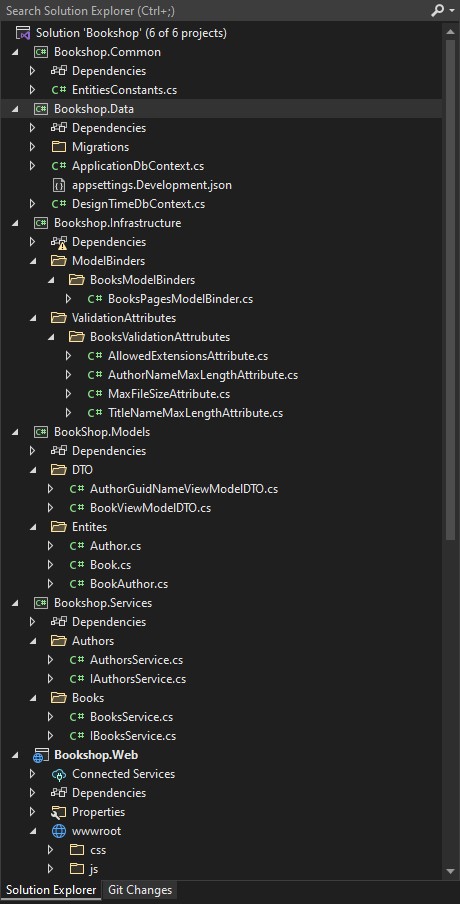 Search Solution Explorer (Ctrl+;)
Solution 'Bookshop' (6 of 6 projects)
C# Bookshop.Common
Dependencies
C# EntitiesConstants.cs
C# Bookshop.Data
Dependencies
Migrations
C# ApplicationDbContext.cs
appsettings.Development.json
C# DesignTimeDbContext.cs
C# Bookshop.Infrastructure
Dependencies
ModelBinders
BooksModelBinders
C# BooksPagesModelBinder.cs
ValidationAttributes
BooksValidationAttrubutes
C# AllowedExtensionsAttribute.cs
C# AuthorNameMaxLengthAttribute.cs
C# MaxFileSizeAttribute.cs
C# TitleNameMaxLengthAttribute.cs
C# BookShop.Models
Dependencies
DTO
C# AuthorGuidNameViewModelDTO.cs
C# BookViewModelDTO.cs
Entites
C# Author.cs
C# Book.cs
C# BookAuthor.cs
C# Bookshop.Services
Dependencies
Authors
C# AuthorsService.cs
C# IAuthorsService.cs
Books
C# BooksService.cs
C# IBooksService.cs
Bookshop.Web
Connected Services
Dependencies
Properties
wwwroot
css
js
Solution Explorer Git Changes